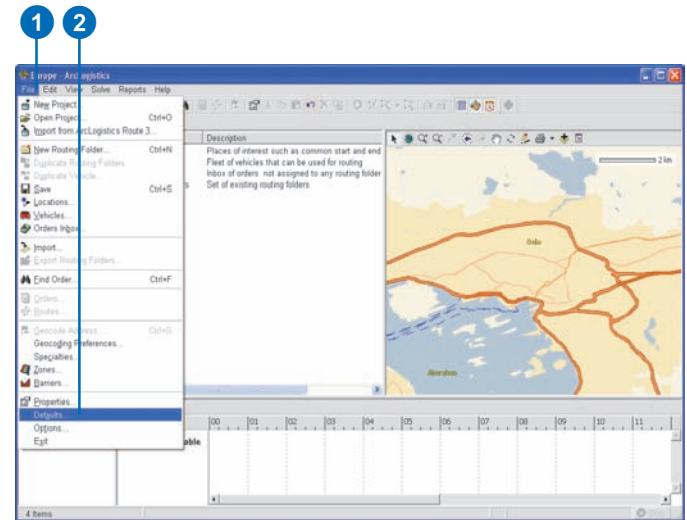 1 2
Europe - ArcLogistics
File Edit View Solve Reports Help
New Project...
Open Project... Ctrl+O
Import from ArcLogistics Route 3...
New Routing Folder... Ctrl+N
Duplicate Routing Folders
Duplicate Vehicle...
Save Ctrl+S
Locations...
Vehicles...
Orders Inbox...
Import...
Export Routing Folders...
Find Order... Ctrl+F
Orders...
Routes...
Geocode Address... Ctrl+G
Geocoding Preferences...
Specialties...
Zones...
Barriers...
Properties...
Defaults...
Options...
Exit
Description
Places of interest such as common start and end
Fleet of vehicles that can be used for routing
Inbox of orders not assigned to any routing folder
Set of existing routing folders
2 km
Oslo
Akershus
00 01 02 03 04 05 06 07 08 09 10 11
able
4 Items
Stop